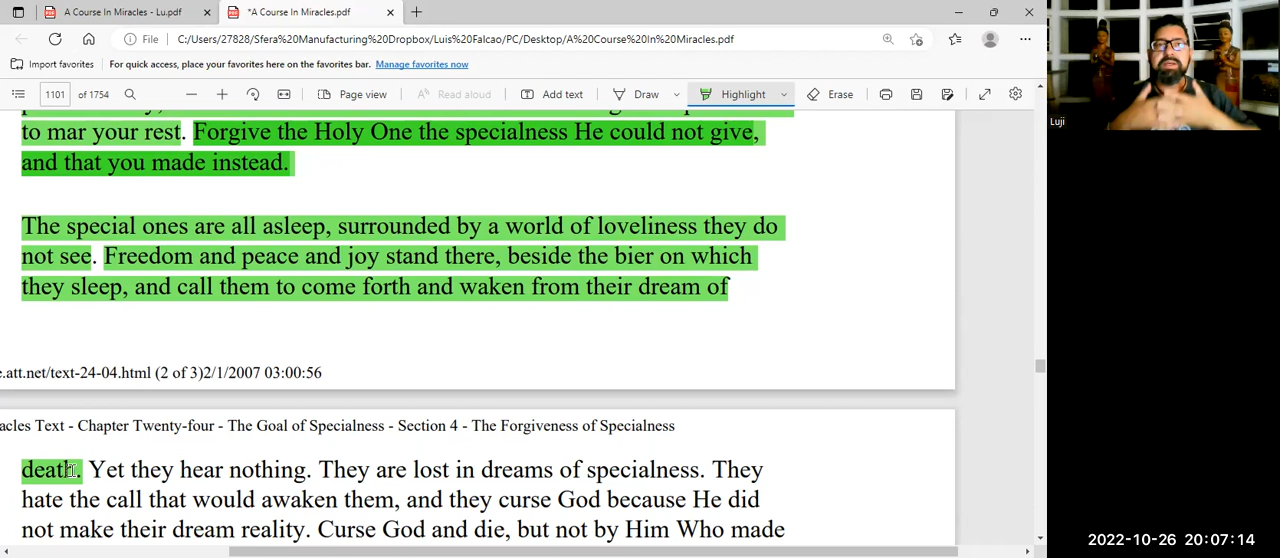 A Course In Miracles - Lu.pdf
*A Course In Miracles.pdf
File
C:/Users/27828/Sfera%20Manufacturing%20Dropbox/Luis%20Falcao/PC/Desktop/A%20Course%20In%20Miracles.pdf
Import favorites
For quick access, place your favorites here on the favorites bar. Manage favorites now
1101 of 1754
Page view
Read aloud
Add text
Draw
Highlight
Erase
to mar your rest. Forgive the Holy One the specialness He could not give,
and that you made instead.
The special ones are all asleep, surrounded by a world of loveliness they do
not see. Freedom and peace and joy stand there, beside the bier on which
they sleep, and call them to come forth and waken from their dream of
e.att.net/text-24-04.html (2 of 3)2/1/2007 03:00:56
acles Text - Chapter Twenty-four - The Goal of Specialness - Section 4 - The Forgiveness of Specialness
death. Yet they hear nothing. They are lost in dreams of specialness. They
hate the call that would awaken them, and they curse God because He did
not make their dream reality. Curse God and die, but not by Him Who made
Luji
2022-10-26 20:07:14